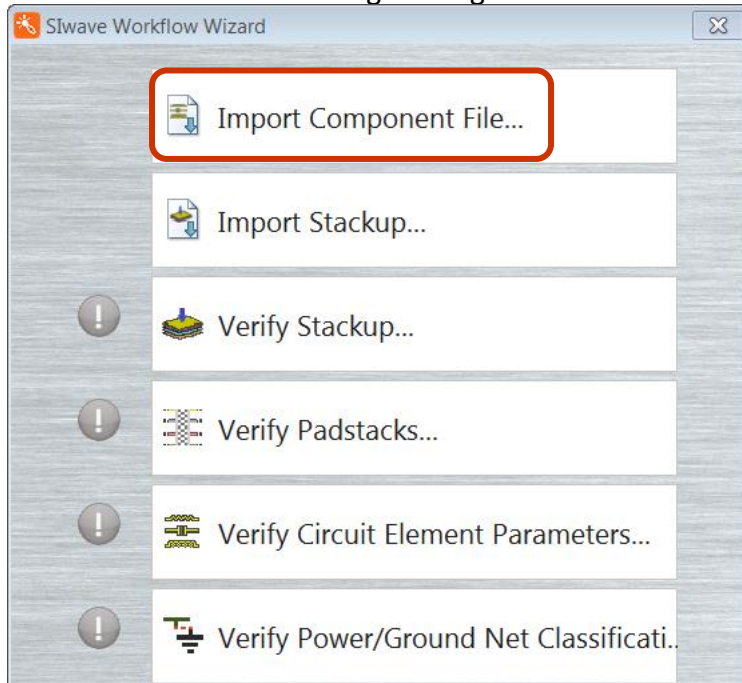 SIwave Workflow Wizard
Import Component File...
Import Stackup...
Verify Stackup...
Verify Padstacks...
Verify Circuit Element Parameters...
Verify Power/Ground Net Classificati..